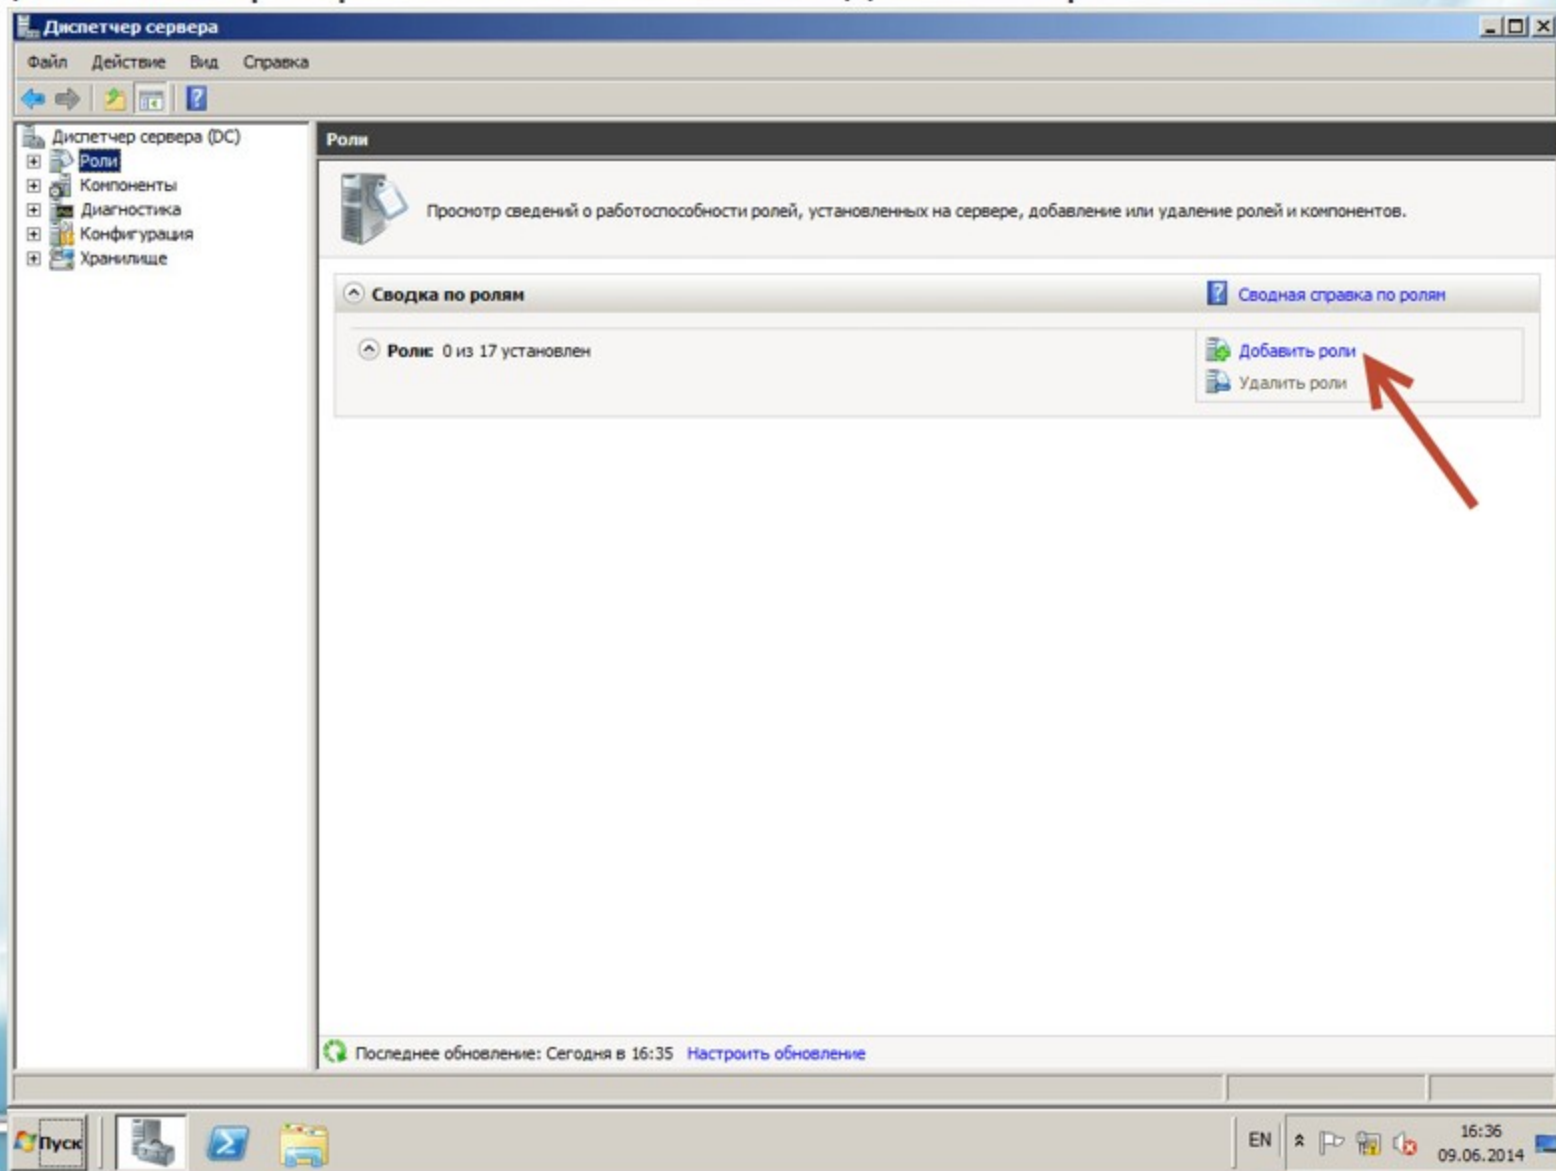 Диспетчер сервера
Файл Действие Вид Справка
Диспетчер сервера (DC)
Роли
Компоненты
Диагностика
Конфигурация
Хранилище
Роли
Просмотр сведений о работоспособности ролей, установленных на сервере, добавление или удаление ролей и компонентов.
Сводка по ролям
Сводная справка по ролям
Роли: 0 из 17 установлен
Добавить роли
Удалить роли
Последнее обновление: Сегодня в 16:35 Настроить обновление
Пуск
EN
16:36
09.06.2014